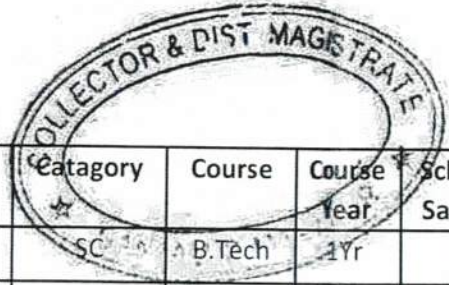 COLLECTOR & DIST MAGISTRATE
Catagory Course Course
Year
SC B.Tech 1Yr